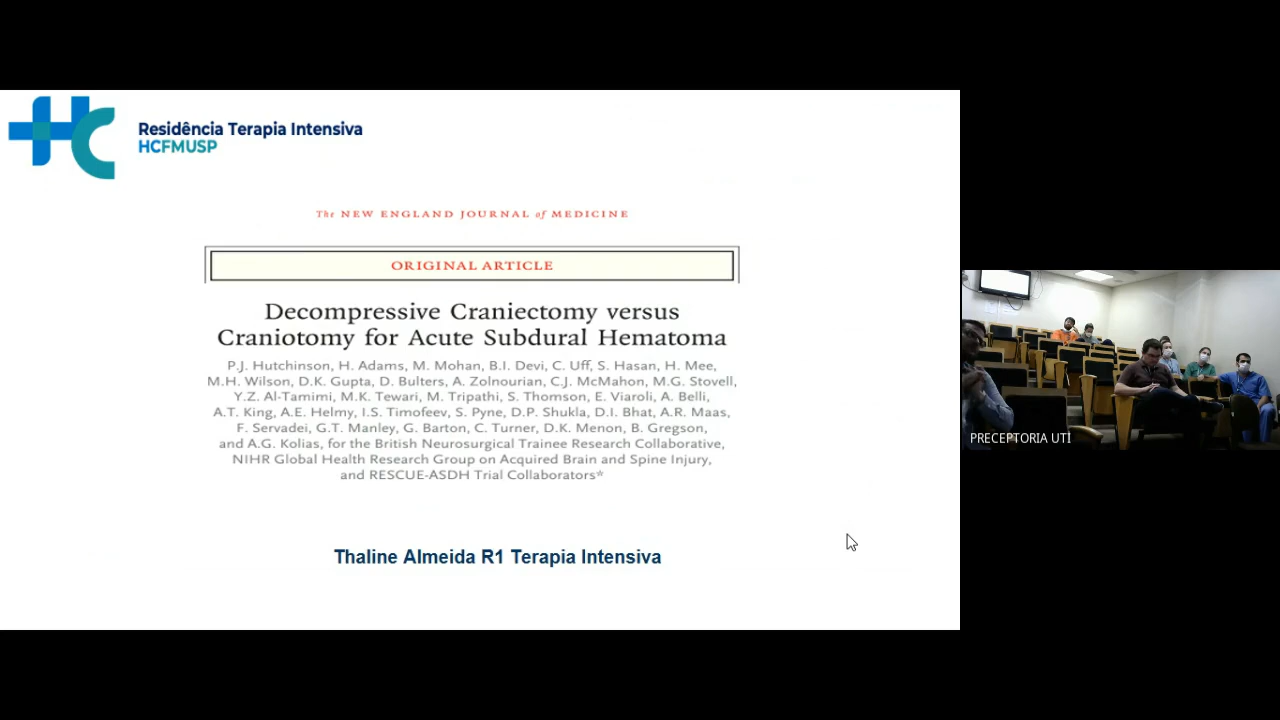 HC
Residência Terapia Intensiva
HCFMUSP
The NEW ENGLAND JOURNAL of MEDICINE
ORIGINAL ARTICLE
Decompressive Craniectomy versus
Craniotomy for Acute Subdural Hematoma
P.J. Hutchinson, H. Adams, M. Mohan, B.I. Devi, C. Uff, S. Hasan, H. Mee,
M.H. Wilson, D.K. Gupta, D. Bulters, A. Zolnourian, C.J. McMahon, M.G. Stovell,
Y.Z. Al-Tamimi, M.K. Tewari, M. Tripathi, S. Thomson, E. Viaroli, A. Belli,
A.T. King, A.E. Helmy, I.S. Timofeev, S. Pyne, D.P. Shukla, D.I. Bhat, A.R. Maas,
F. Servadei, G.T. Manley, G. Barton, C. Turner, D.K. Menon, B. Gregson,
and A.G. Kolias, for the British Neurosurgical Trainee Research Collaborative,
NIHR Global Health Research Group on Acquired Brain and Spine Injury,
and RESCUE-ASDH Trial Collaborators*
Thaline Almeida R1 Terapia Intensiva
PRECEPTORIA UTI